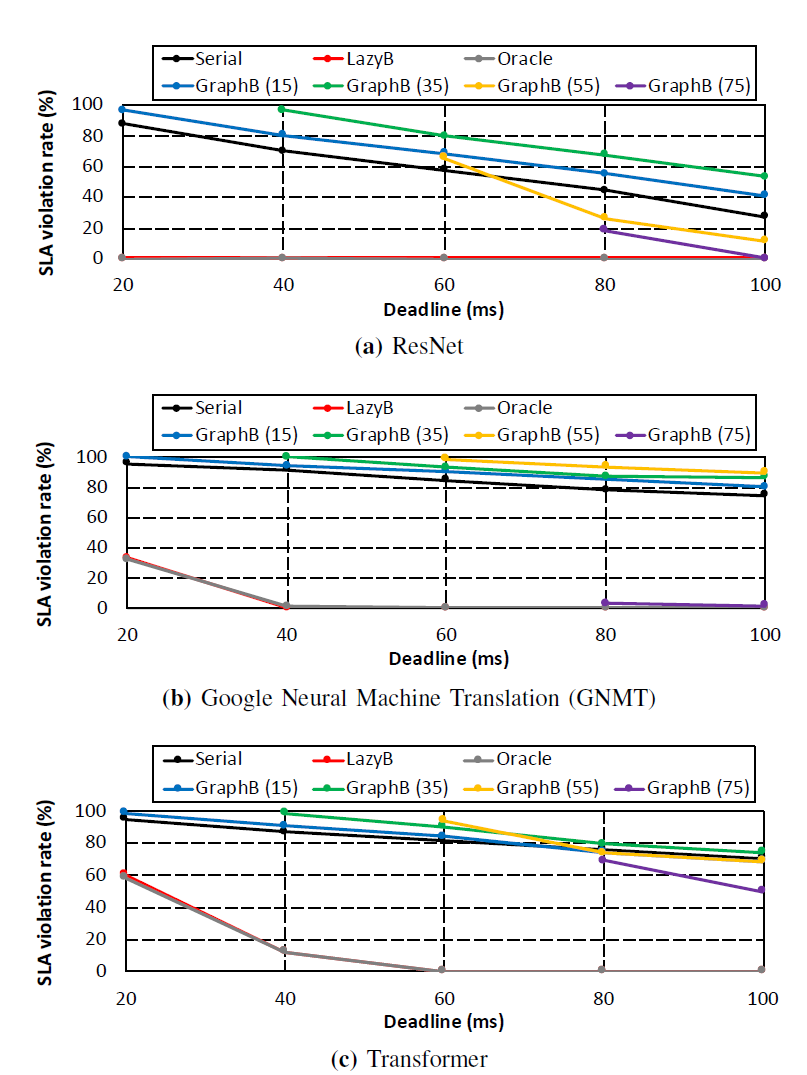 Serial LazyB Oracle
GraphB (15) GraphB (35) GraphB (55) GraphB (75)
SLA violation rate (%)
100
80
60
40
20
0
20 40 60 80 100
Deadline (ms)
(a) ResNet
Serial LazyB Oracle
GraphB (15) GraphB (35) GraphB (55) GraphB (75)
SLA violation rate (%)
100
80
60
40
20
0
20 40 60 80 100
Deadline (ms)
(b) Google Neural Machine Translation (GNMT)
Serial LazyB Oracle
GraphB (15) GraphB (35) GraphB (55) GraphB (75)
SLA violation rate (%)
100
80
60
40
20
0
20 40 60 80 100
Deadline (ms)
(c) Transformer